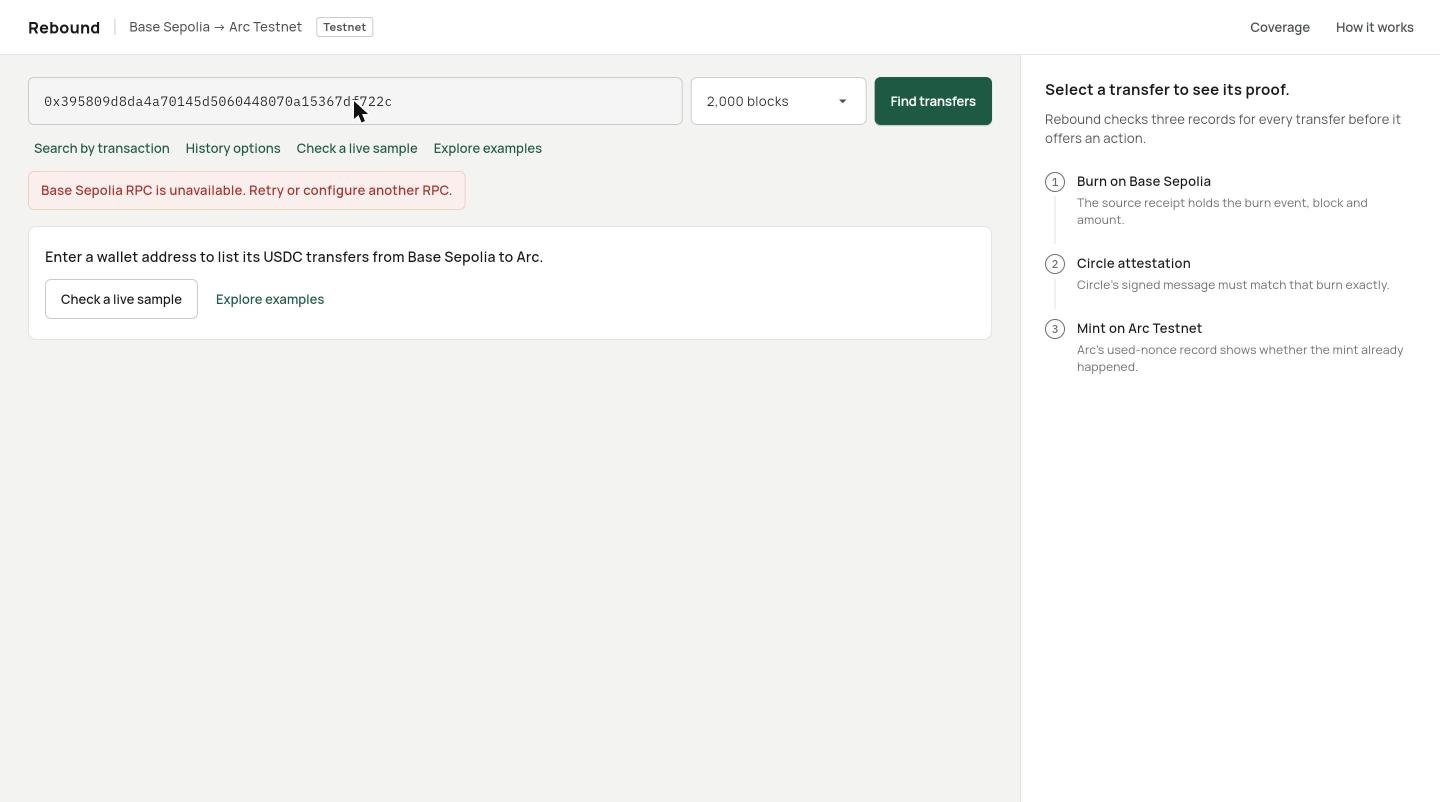 Rebound
Base Sepolia → Arc Testnet
Testnet
Coverage
How it works
0x395809d8da4a70145d5060448070a15367df722c
2,000 blocks
Find transfers
Search by transaction
History options
Check a live sample
Explore examples
Base Sepolia RPC is unavailable. Retry or configure another RPC.
Enter a wallet address to list its USDC transfers from Base Sepolia to Arc.
Check a live sample
Explore examples
Select a transfer to see its proof.
Rebound checks three records for every transfer before it
offers an action.
1
Burn on Base Sepolia
The source receipt holds the burn event, block and
amount.
2
Circle attestation
Circle's signed message must match that burn exactly.
3
Mint on Arc Testnet
Arc's used-nonce record shows whether the mint already
happened.